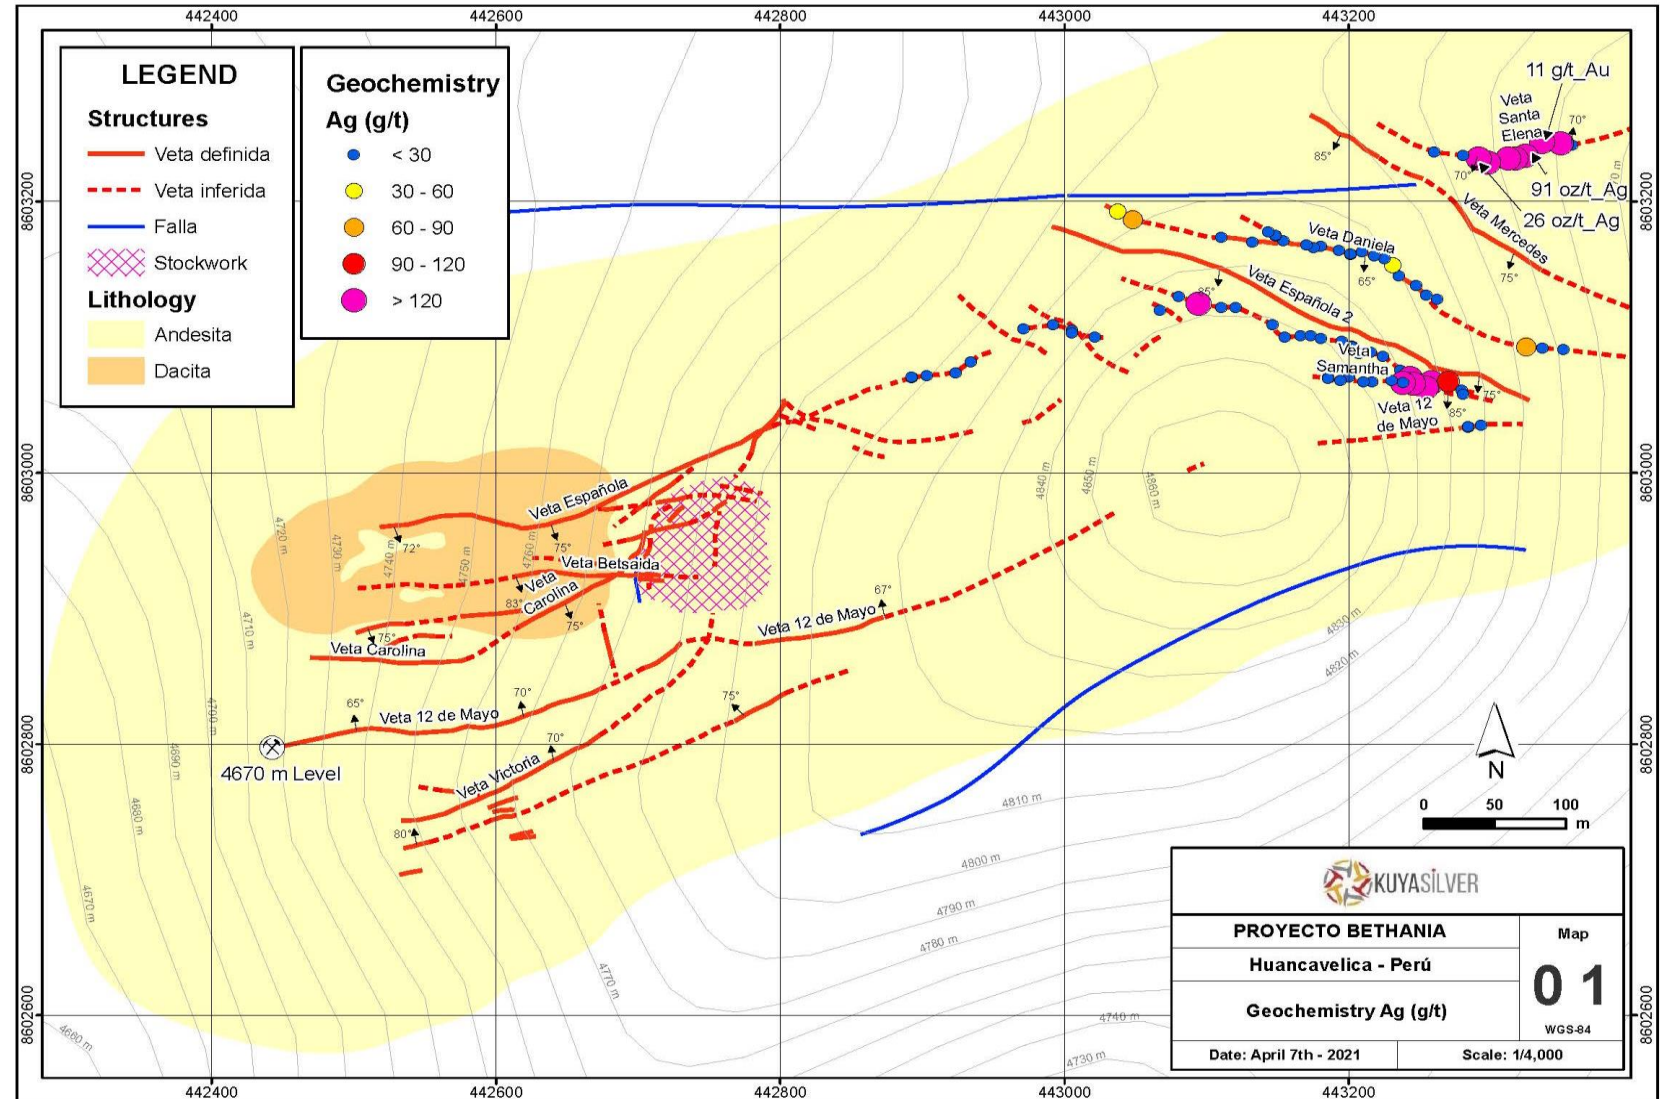 442400 442600 442800 443000 443200
LEGEND
Structures
Veta definida
Veta inferida
Falla
Stockwork
Lithology
Andesita
Dacita
Geochemistry
Ag (g/t)
< 30
30 - 60
60 - 90
90 - 120
> 120
11 g/t_Au
Veta
Santa
Elena
70°
70°
91 oz/t_Ag
26 oz/t_Ag
85°
Veta Mercedes
75°
8603200
8603200
Veta Daniela
65°
85°
Veta Española 2
Veta
Samantha
75°
85°
Veta 12
de Mayo
8603000
8603000
4840 m
4850 m
4860 m
Veta Española
72°
75°
4720 m
4730 m
4740 m
4750 m
4760 m
Veta Betsaida
Veta
Carolina
83°
75°
75°
Veta Carolina
4710 m
4700 m
4690 m
4680 m
4670 m
4660 m
67°
Veta 12 de Mayo
65°
70°
Veta 12 de Mayo
75°
70°
Veta Victoria
80°
4670 m Level
8602800
8602800
4830 m
4820 m
4810 m
4800 m
4790 m
4780 m
4770 m
4740 m
4730 m
N
0 50 100
m
KUYASILVER
PROYECTO BETHANIA
Huancavelica - Perú
Geochemistry Ag (g/t)
Map
01
WGS-84
Date: April 7th - 2021
Scale: 1/4,000
8602600
8602600
442400 442600 442800 443000 443200